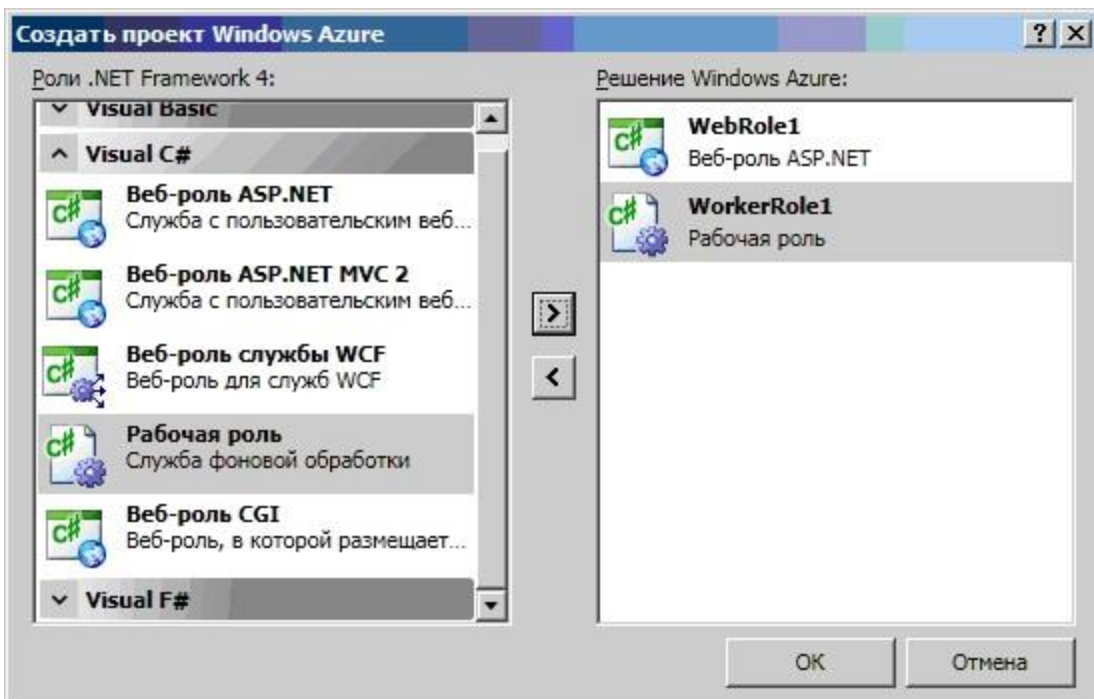 Создать проект Windows Azure
Роли .NET Framework 4:
Visual Basic
Visual C#
C#
Веб-роль ASP.NET
Служба с пользовательским веб...
C#
Веб-роль ASP.NET MVC 2
Служба с пользовательским веб...
C#
Веб-роль службы WCF
Веб-роль для служб WCF
C#
Рабочая роль
Служба фоновой обработки
C#
Веб-роль CGI
Веб-роль, в которой размещает...
Visual F#
Решение Windows Azure:
C#
WebRole1
Веб-роль ASP.NET
C#
WorkerRole1
Рабочая роль
OK
Отмена